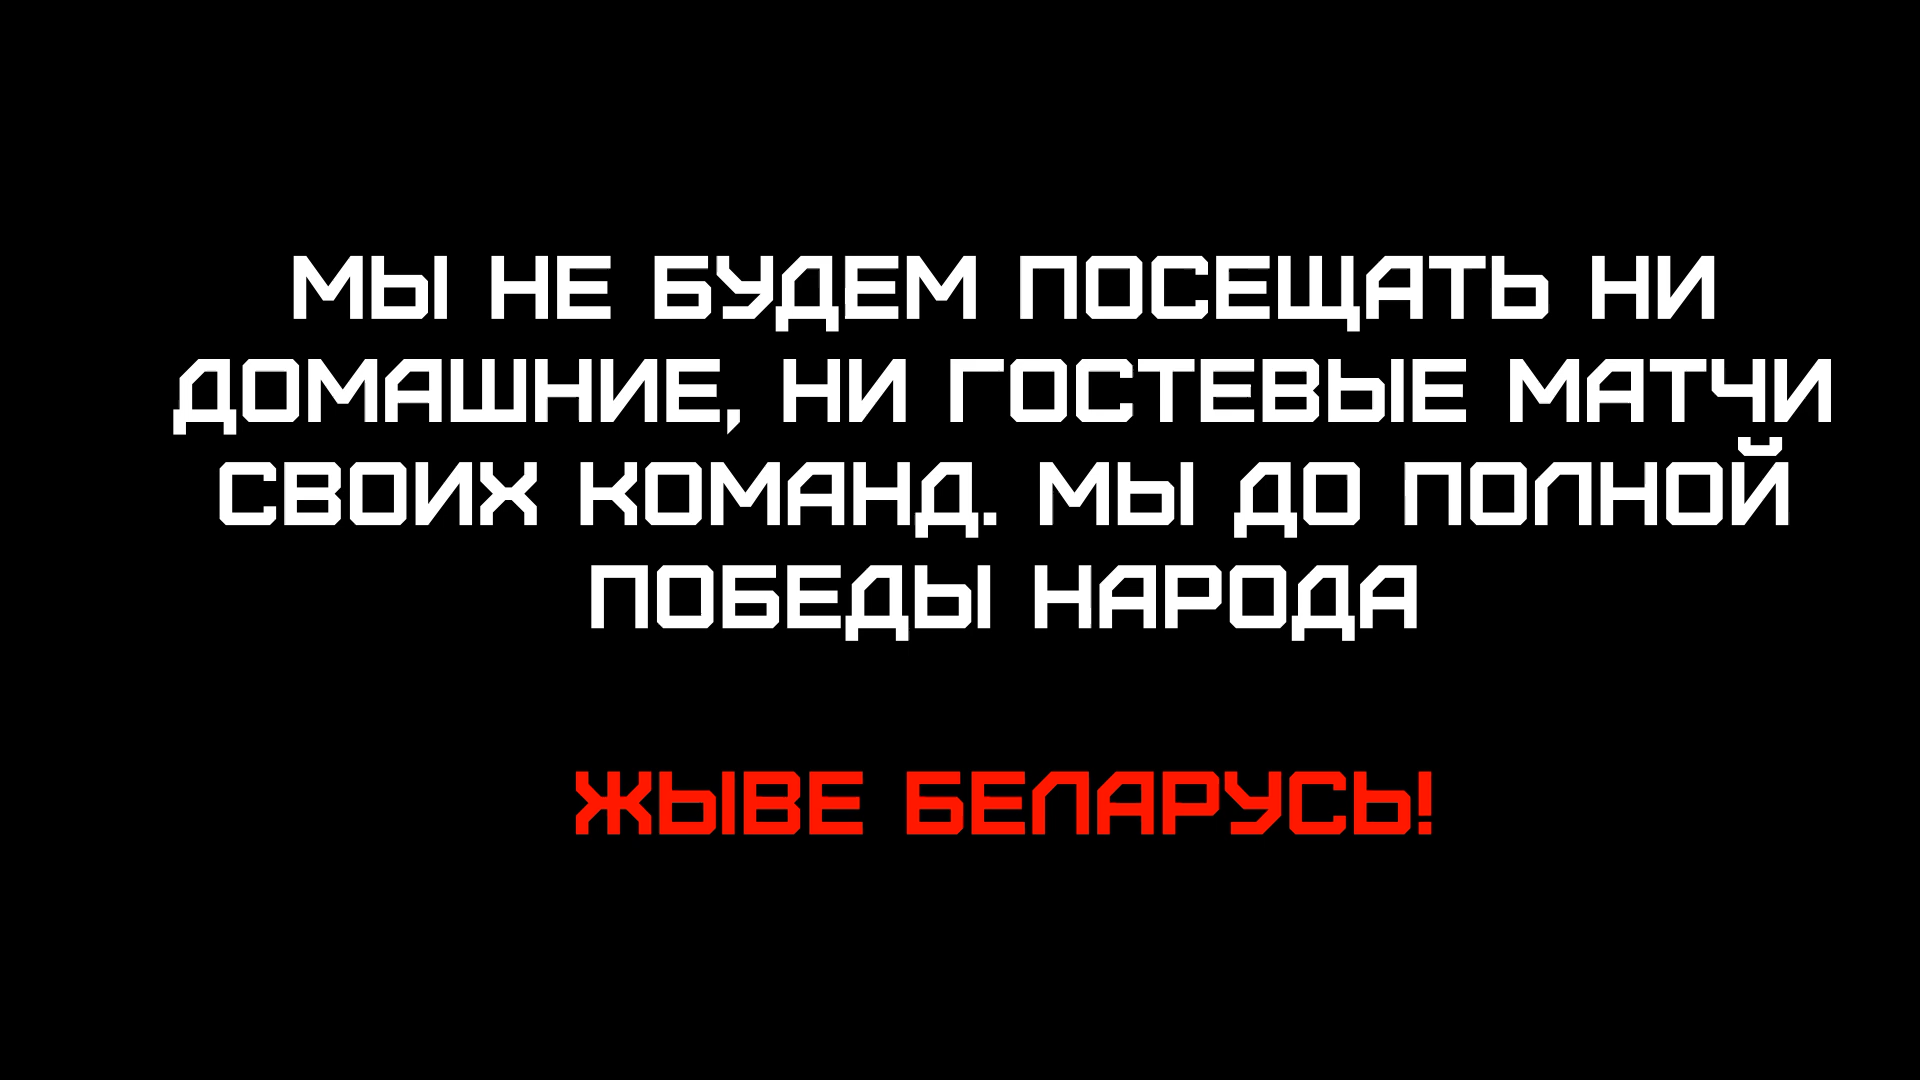 МЫ НЕ БУДЕМ ПОСЕЩАТЬ НИ
ДОМАШНИЕ, НИ ГОСТЕВЫЕ МАТЧИ
СВОИХ КОМАНД. МЫ ДО ПОЛНОЙ
ПОБЕДЫ НАРОДА
ЖЫВЕ БЕЛАРУСЬ!